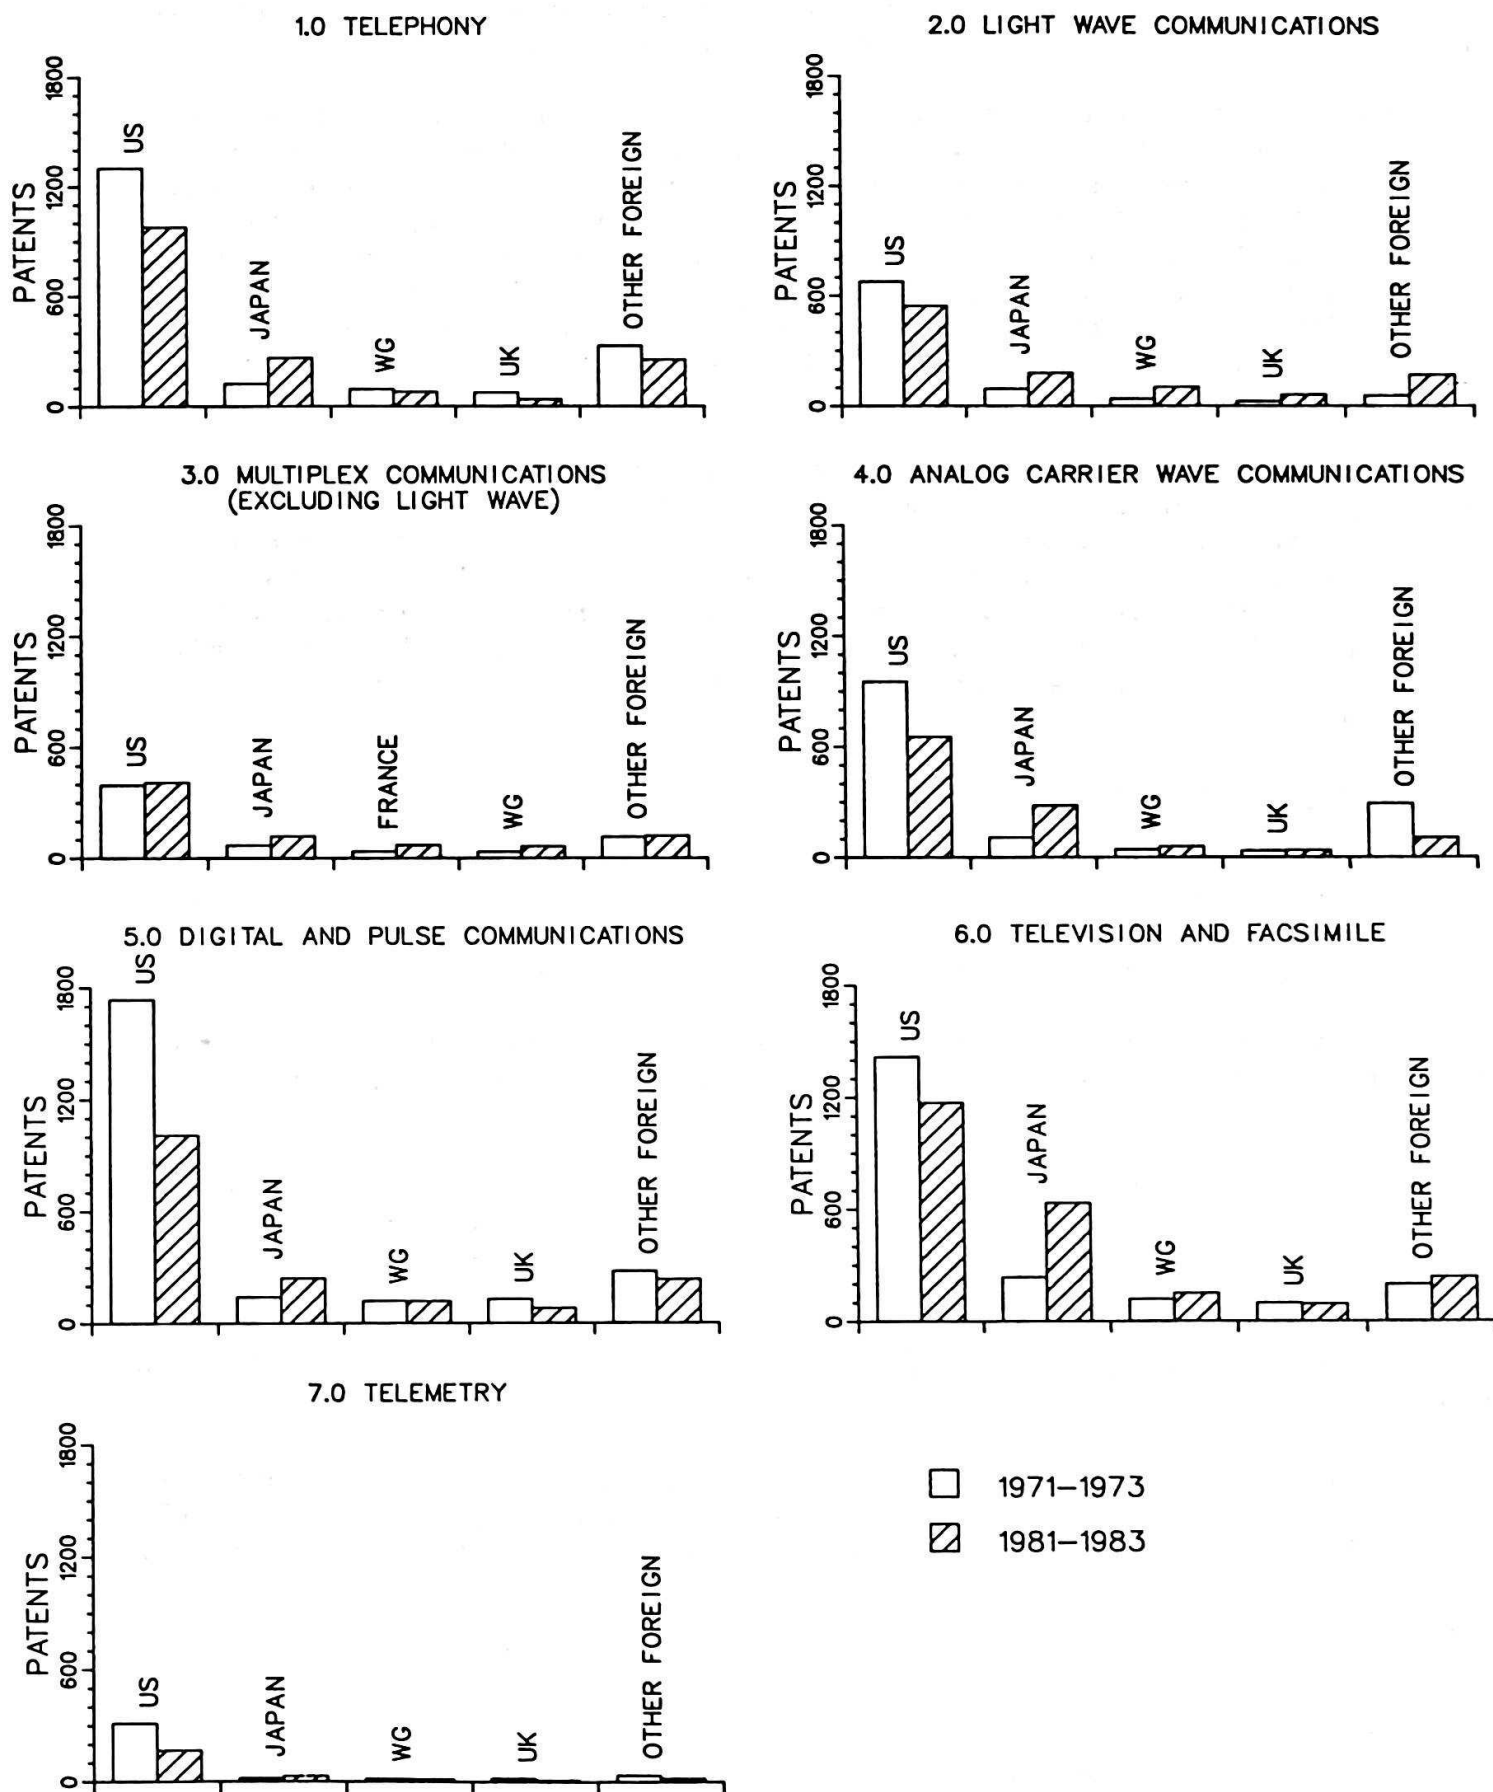 1.0 TELEPHONY
PATENTS
1800
1200
600
0
US
JAPAN
WG
UK
OTHER FOREIGN
2.0 LIGHT WAVE COMMUNICATIONS
PATENTS
1800
1200
600
0
US
JAPAN
WG
UK
OTHER FOREIGN
3.0 MULTIPLEX COMMUNICATIONS
(EXCLUDING LIGHT WAVE)
PATENTS
1800
1200
600
0
US
JAPAN
FRANCE
WG
OTHER FOREIGN
4.0 ANALOG CARRIER WAVE COMMUNICATIONS
PATENTS
1800
1200
600
0
US
JAPAN
WG
UK
OTHER FOREIGN
5.0 DIGITAL AND PULSE COMMUNICATIONS
PATENTS
1800
1200
600
0
US
JAPAN
WG
UK
OTHER FOREIGN
6.0 TELEVISION AND FACSIMILE
PATENTS
1800
1200
600
0
US
JAPAN
WG
UK
OTHER FOREIGN
7.0 TELEMETRY
PATENTS
1800
1200
600
0
US
JAPAN
WG
UK
OTHER FOREIGN
1971–1973
1981–1983